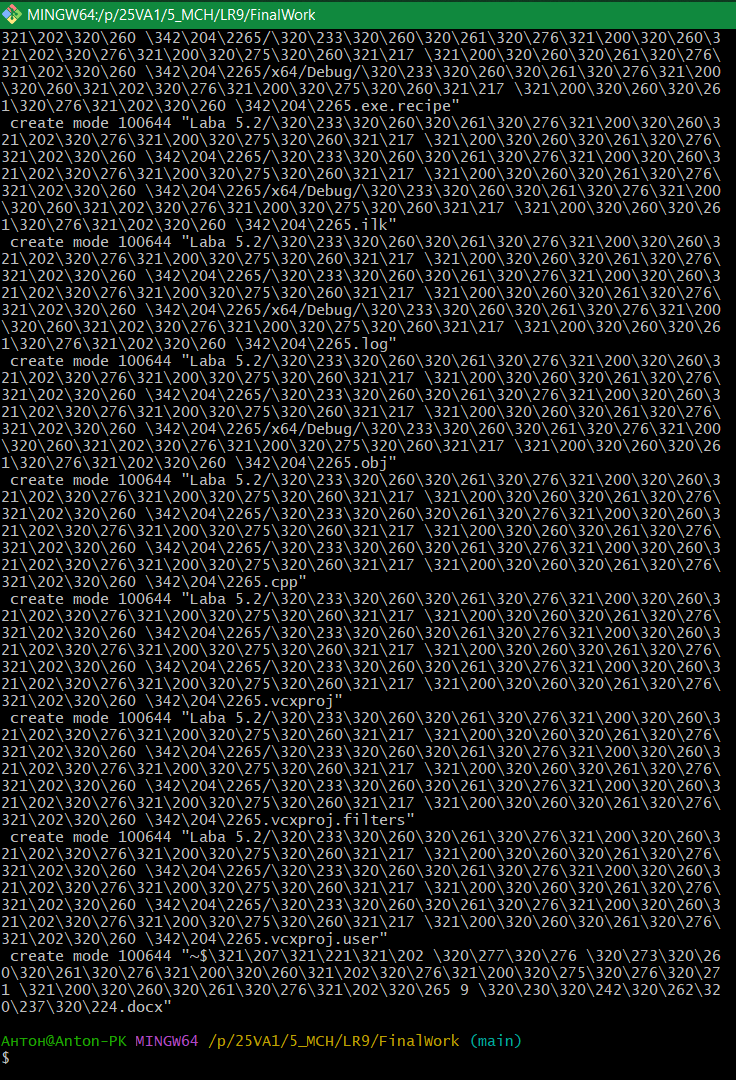 MINGW64:/p/25VA1/5_MCH/LR9/FinalWork
321\202\320\260 \342\204\2265/\320\233\320\260\320\261\320\276\321\200\320\260\3
21\202\320\276\321\200\320\275\320\260\321\217 \321\200\320\260\320\261\320\276\
321\202\320\260 \342\204\2265/x64/Debug/\320\233\320\260\320\261\320\276\321\200
\320\260\321\202\320\276\321\200\320\275\320\260\321\217 \321\200\320\260\320\26
1\320\276\321\202\320\260 \342\204\2265.exe.recipe"
create mode 100644 "Laba 5.2/\320\233\320\260\320\261\320\276\321\200\320\260\3
21\202\320\276\321\200\320\275\320\260\321\217 \321\200\320\260\320\261\320\276\
321\202\320\260 \342\204\2265/\320\233\320\260\320\261\320\276\321\200\320\260\3
21\202\320\276\321\200\320\275\320\260\321\217 \321\200\320\260\320\261\320\276\
321\202\320\260 \342\204\2265/x64/Debug/\320\233\320\260\320\261\320\276\321\200
\320\260\321\202\320\276\321\200\320\275\320\260\321\217 \321\200\320\260\320\26
1\320\276\321\202\320\260 \342\204\2265.ilk"
create mode 100644 "Laba 5.2/\320\233\320\260\320\261\320\276\321\200\320\260\3
21\202\320\276\321\200\320\275\320\260\321\217 \321\200\320\260\320\261\320\276\
321\202\320\260 \342\204\2265/\320\233\320\260\320\261\320\276\321\200\320\260\3
21\202\320\276\321\200\320\275\320\260\321\217 \321\200\320\260\320\261\320\276\
321\202\320\260 \342\204\2265/x64/Debug/\320\233\320\260\320\261\320\276\321\200
\320\260\321\202\320\276\321\200\320\275\320\260\321\217 \321\200\320\260\320\26
1\320\276\321\202\320\260 \342\204\2265.log"
create mode 100644 "Laba 5.2/\320\233\320\260\320\261\320\276\321\200\320\260\3
21\202\320\276\321\200\320\275\320\260\321\217 \321\200\320\260\320\261\320\276\
321\202\320\260 \342\204\2265/\320\233\320\260\320\261\320\276\321\200\320\260\3
21\202\320\276\321\200\320\275\320\260\321\217 \321\200\320\260\320\261\320\276\
321\202\320\260 \342\204\2265/x64/Debug/\320\233\320\260\320\261\320\276\321\200
\320\260\321\202\320\276\321\200\320\275\320\260\321\217 \321\200\320\260\320\26
1\320\276\321\202\320\260 \342\204\2265.obj"
create mode 100644 "Laba 5.2/\320\233\320\260\320\261\320\276\321\200\320\260\3
21\202\320\276\321\200\320\275\320\260\321\217 \321\200\320\260\320\261\320\276\
321\202\320\260 \342\204\2265/\320\233\320\260\320\261\320\276\321\200\320\260\3
21\202\320\276\321\200\320\275\320\260\321\217 \321\200\320\260\320\261\320\276\
321\202\320\260 \342\204\2265/\320\233\320\260\320\261\320\276\321\200\320\260\3
21\202\320\276\321\200\320\275\320\260\321\217 \321\200\320\260\320\261\320\276\
321\202\320\260 \342\204\2265.cpp"
create mode 100644 "Laba 5.2/\320\233\320\260\320\261\320\276\321\200\320\260\3
21\202\320\276\321\200\320\275\320\260\321\217 \321\200\320\260\320\261\320\276\
321\202\320\260 \342\204\2265/\320\233\320\260\320\261\320\276\321\200\320\260\3
21\202\320\276\321\200\320\275\320\260\321\217 \321\200\320\260\320\261\320\276\
321\202\320\260 \342\204\2265/\320\233\320\260\320\261\320\276\321\200\320\260\3
21\202\320\276\321\200\320\275\320\260\321\217 \321\200\320\260\320\261\320\276\
321\202\320\260 \342\204\2265.vcxproj"
create mode 100644 "Laba 5.2/\320\233\320\260\320\261\320\276\321\200\320\260\3
21\202\320\276\321\200\320\275\320\260\321\217 \321\200\320\260\320\261\320\276\
321\202\320\260 \342\204\2265/\320\233\320\260\320\261\320\276\321\200\320\260\3
21\202\320\276\321\200\320\275\320\260\321\217 \321\200\320\260\320\261\320\276\
321\202\320\260 \342\204\2265/\320\233\320\260\320\261\320\276\321\200\320\260\3
21\202\320\276\321\200\320\275\320\260\321\217 \321\200\320\260\320\261\320\276\
321\202\320\260 \342\204\2265.vcxproj.filters"
create mode 100644 "Laba 5.2/\320\233\320\260\320\261\320\276\321\200\320\260\3
21\202\320\276\321\200\320\275\320\260\321\217 \321\200\320\260\320\261\320\276\
321\202\320\260 \342\204\2265/\320\233\320\260\320\261\320\276\321\200\320\260\3
21\202\320\276\321\200\320\275\320\260\321\217 \321\200\320\260\320\261\320\276\
321\202\320\260 \342\204\2265/\320\233\320\260\320\261\320\276\321\200\320\260\3
21\202\320\276\321\200\320\275\320\260\321\217 \321\200\320\260\320\261\320\276\
321\202\320\260 \342\204\2265.vcxproj.user"
create mode 100644 "~$\321\207\321\221\321\202 \320\277\320\276 \320\273\320\26
0\320\261\320\276\321\200\320\260\321\202\320\276\321\200\320\275\320\276\320\27
1 \321\200\320\260\320\261\320\276\321\202\320\265 9 \320\230\320\242\320\262\32
0\237\320\224.docx"
Антон@Anton-PK MINGW64 /p/25VA1/5_MCH/LR9/FinalWork (main)
$